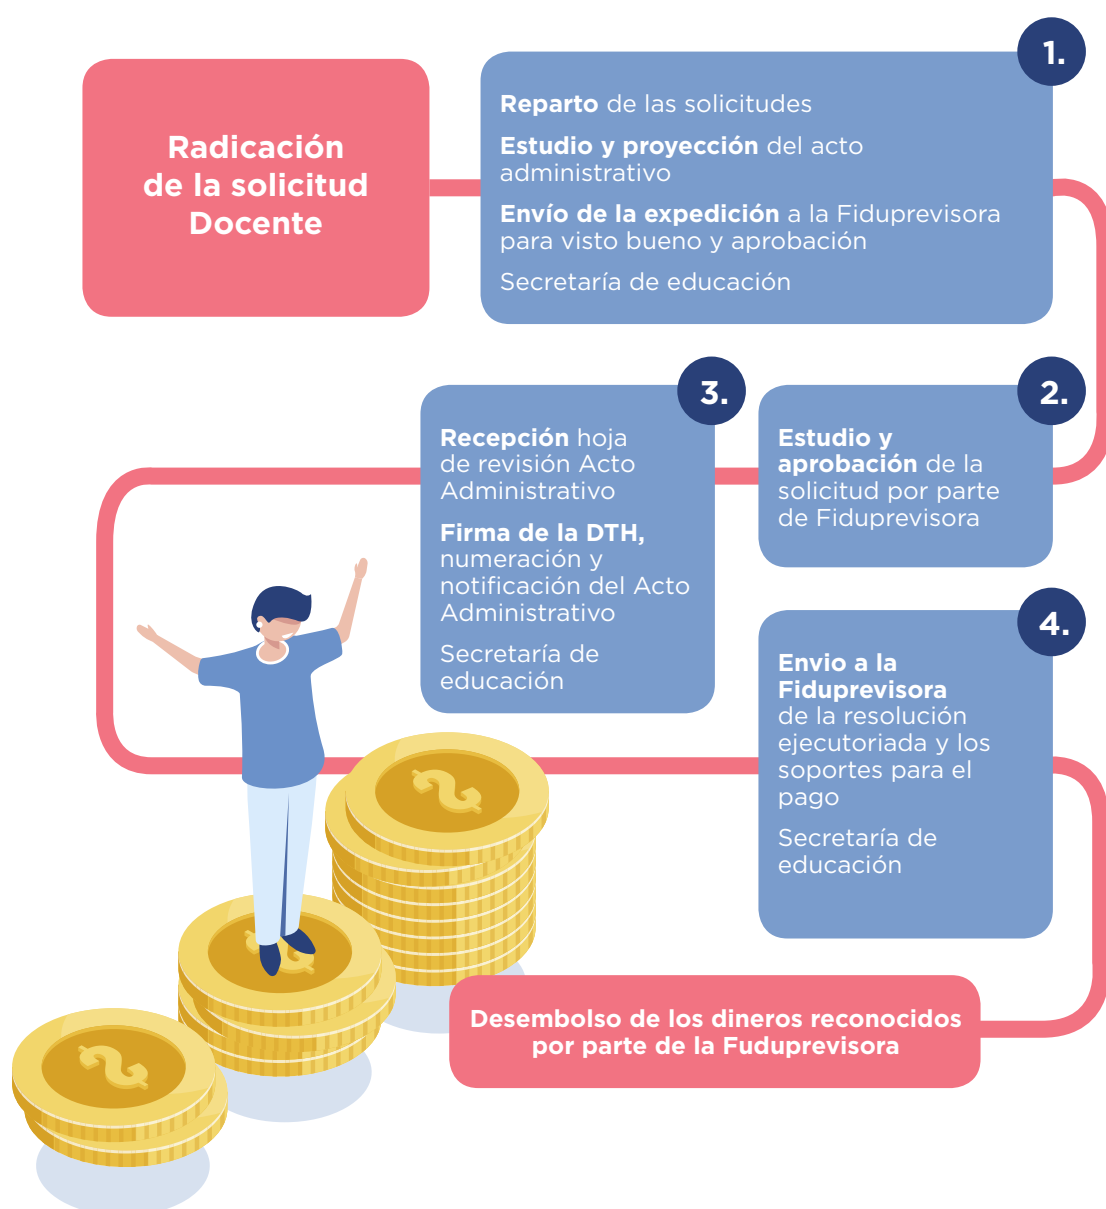 Radicación
de la solicitud
Docente
1.
Reparto de las solicitudes
Estudio y proyección del acto
administrativo
Envío de la expedición a la Fiduprevisora
para visto bueno y aprobación
Secretaría de educación
2.
Estudio y
aprobación de la
solicitud por parte
de Fiduprevisora
3.
Recepción hoja
de revisión Acto
Administrativo
Firma de la DTH,
numeración y
notificación del Acto
Administrativo
Secretaría de
educación
4.
Envio a la
Fiduprevisora
de la resolución
ejecutoriada y los
soportes para el
pago
Secretaría de
educación
Desembolso de los dineros reconocidos
por parte de la Fuduprevisora